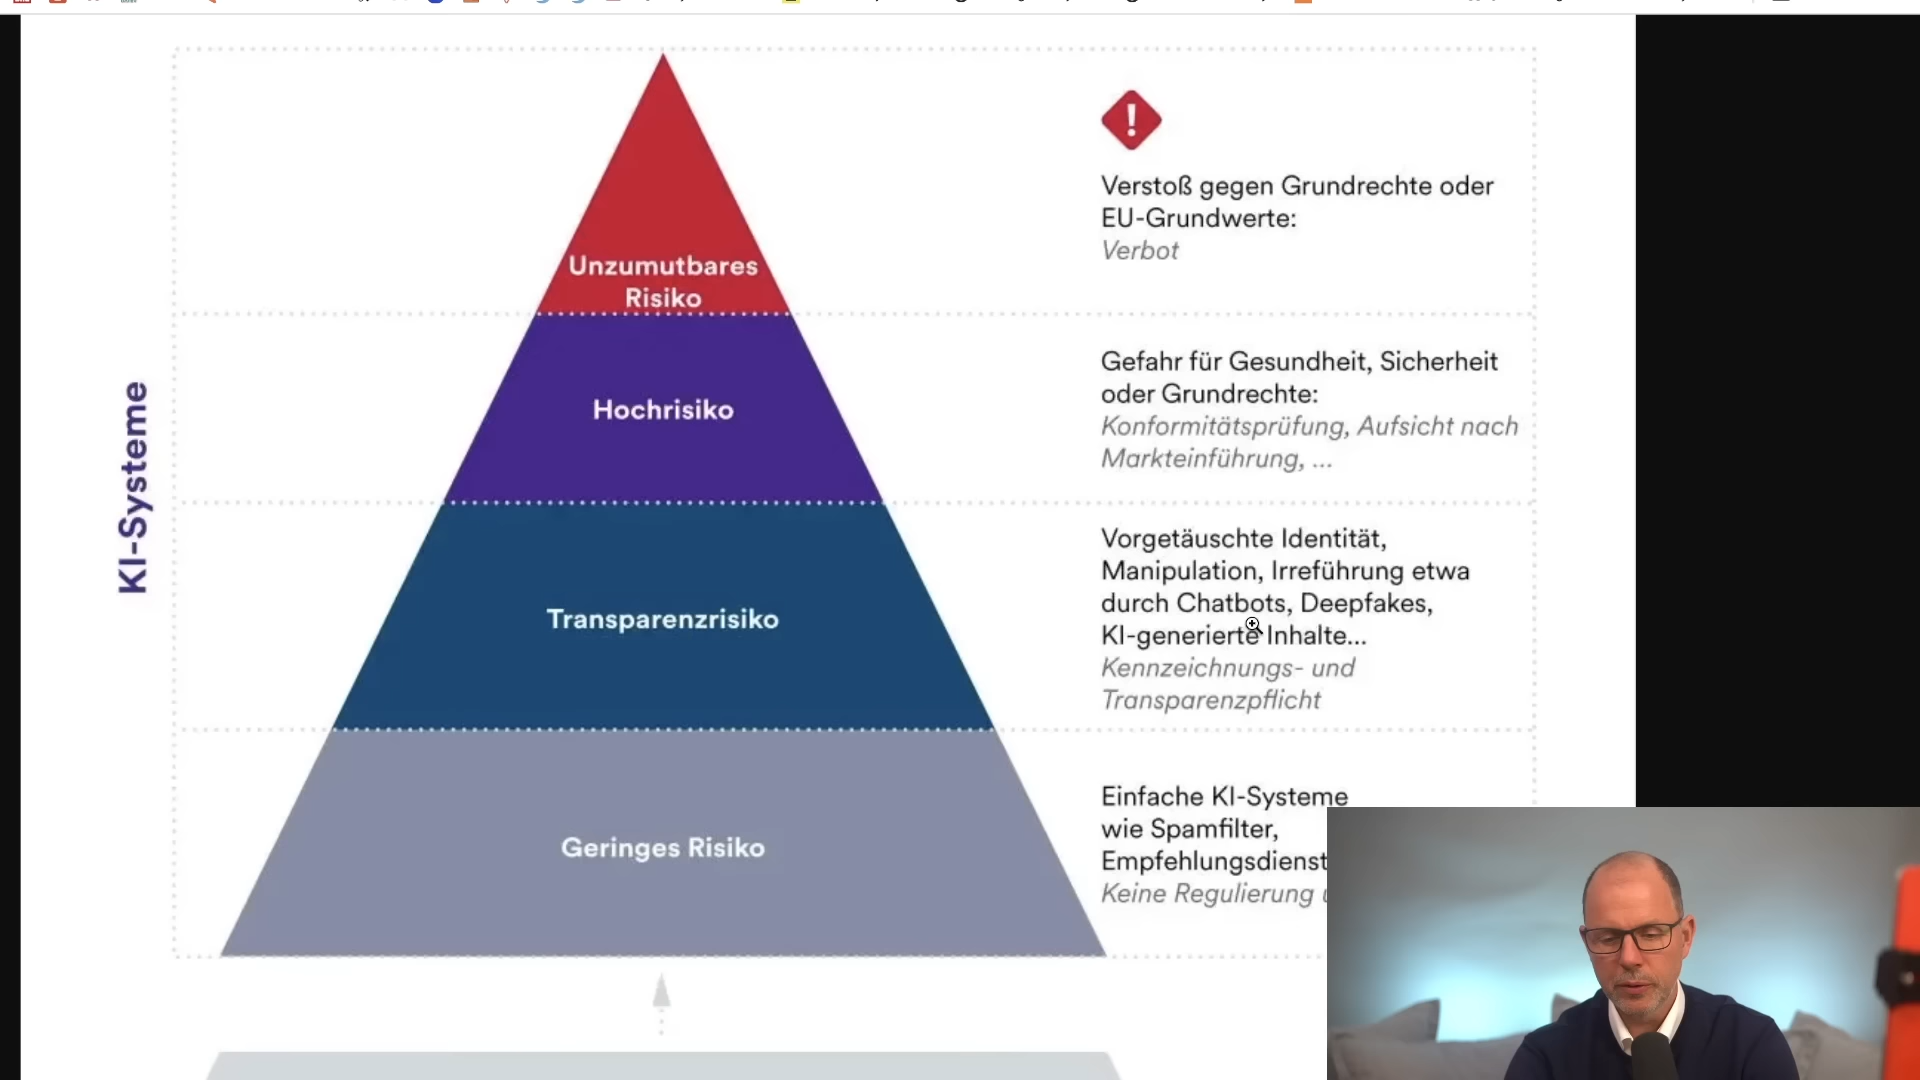 KI-Systeme
Unzumutbares
Risiko
Verstoß gegen Grundrechte oder
EU-Grundwerte:
Verbot
Hochrisiko
Gefahr für Gesundheit, Sicherheit
oder Grundrechte:
Konformitätsprüfung, Aufsicht nach
Markteinführung, ...
Transparenzrisiko
Vorgetäuschte Identität,
Manipulation, Irreführung etwa
durch Chatbots, Deepfakes,
KI-generierte Inhalte...
Kennzeichnungs- und
Transparenzpflicht
Geringes Risiko
Einfache KI-Systeme
wie Spamfilter,
Empfehlungsdienst
Keine Regulierung